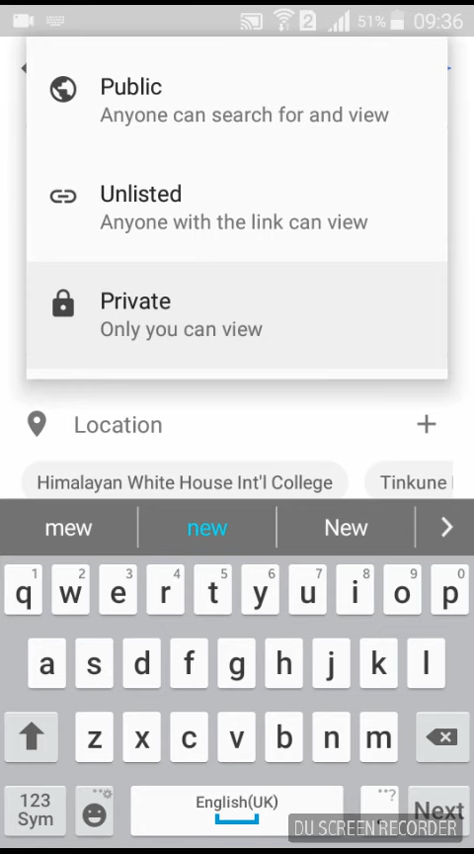 2 51% 09:36
Public
Anyone can search for and view
Unlisted
Anyone with the link can view
Private
Only you can view
Location +
Himalayan White House Int'l College Tinkune
mew new New
1 2 3 4 5 6 7 8 9 0
q w e r t y u i o p
a s d f g h j k l
z x c v b n m
123
Sym
English(UK)
Next
DU SCREEN RECORDER